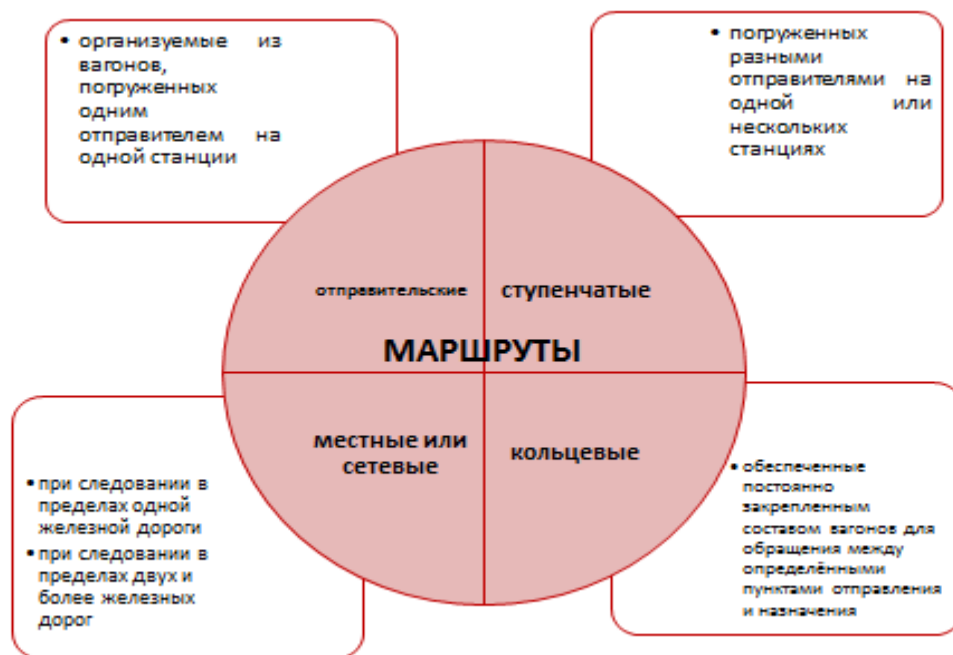 • организуемые из
вагонов,
погруженных
одним
отправителем на
одной станции
• погруженных
разными
отправителями на
одной или
нескольких
станциях
отправительские
ступенчатые
МАРШРУТЫ
местные или
сетевые
кольцевые
• при следовании в
пределах одной
железной дороги
• при следовании в
пределах двух и
более железных
дорог
• обеспеченные
постоянно
закрепленным
составом вагонов для
обращения между
определёнными
пунктами отправления
и назначения